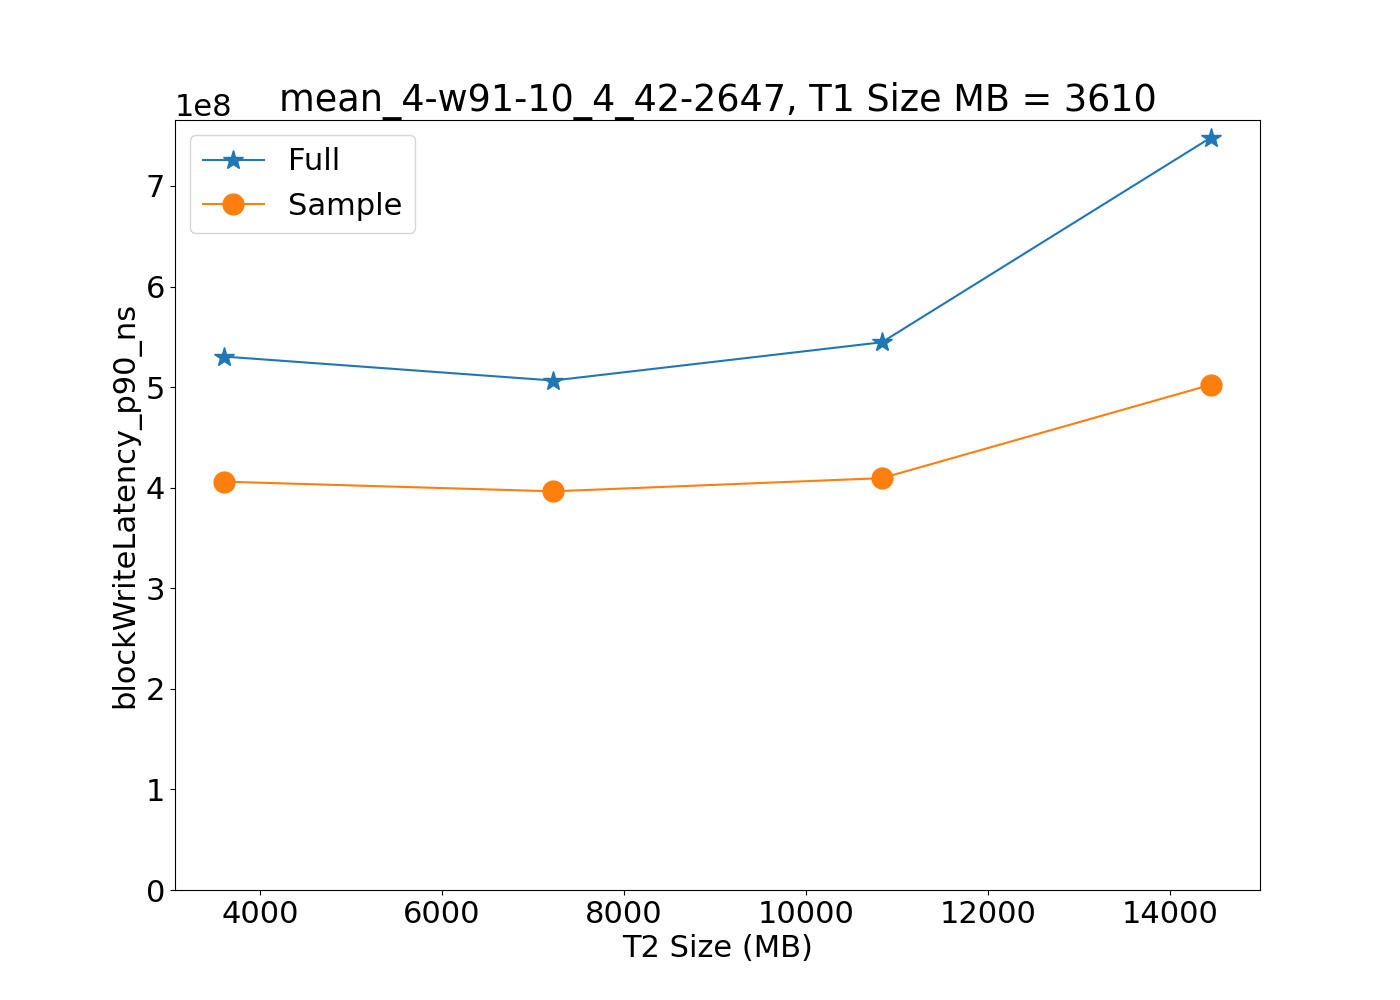 mean_4-w91-10_4_42-2647, T1 Size MB = 3610
1e8
Full
Sample
7
6
5
4
3
2
1
0
blockWriteLatency_p90_ns
4000 6000 8000 10000 12000 14000
T2 Size (MB)